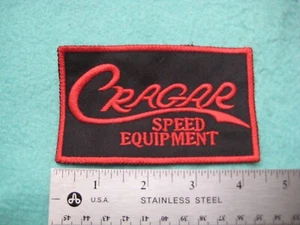 CRAGAR
SPEED
EQUIPMENT
1 2 3 4 5
U.S.A. STAINLESS STEEL